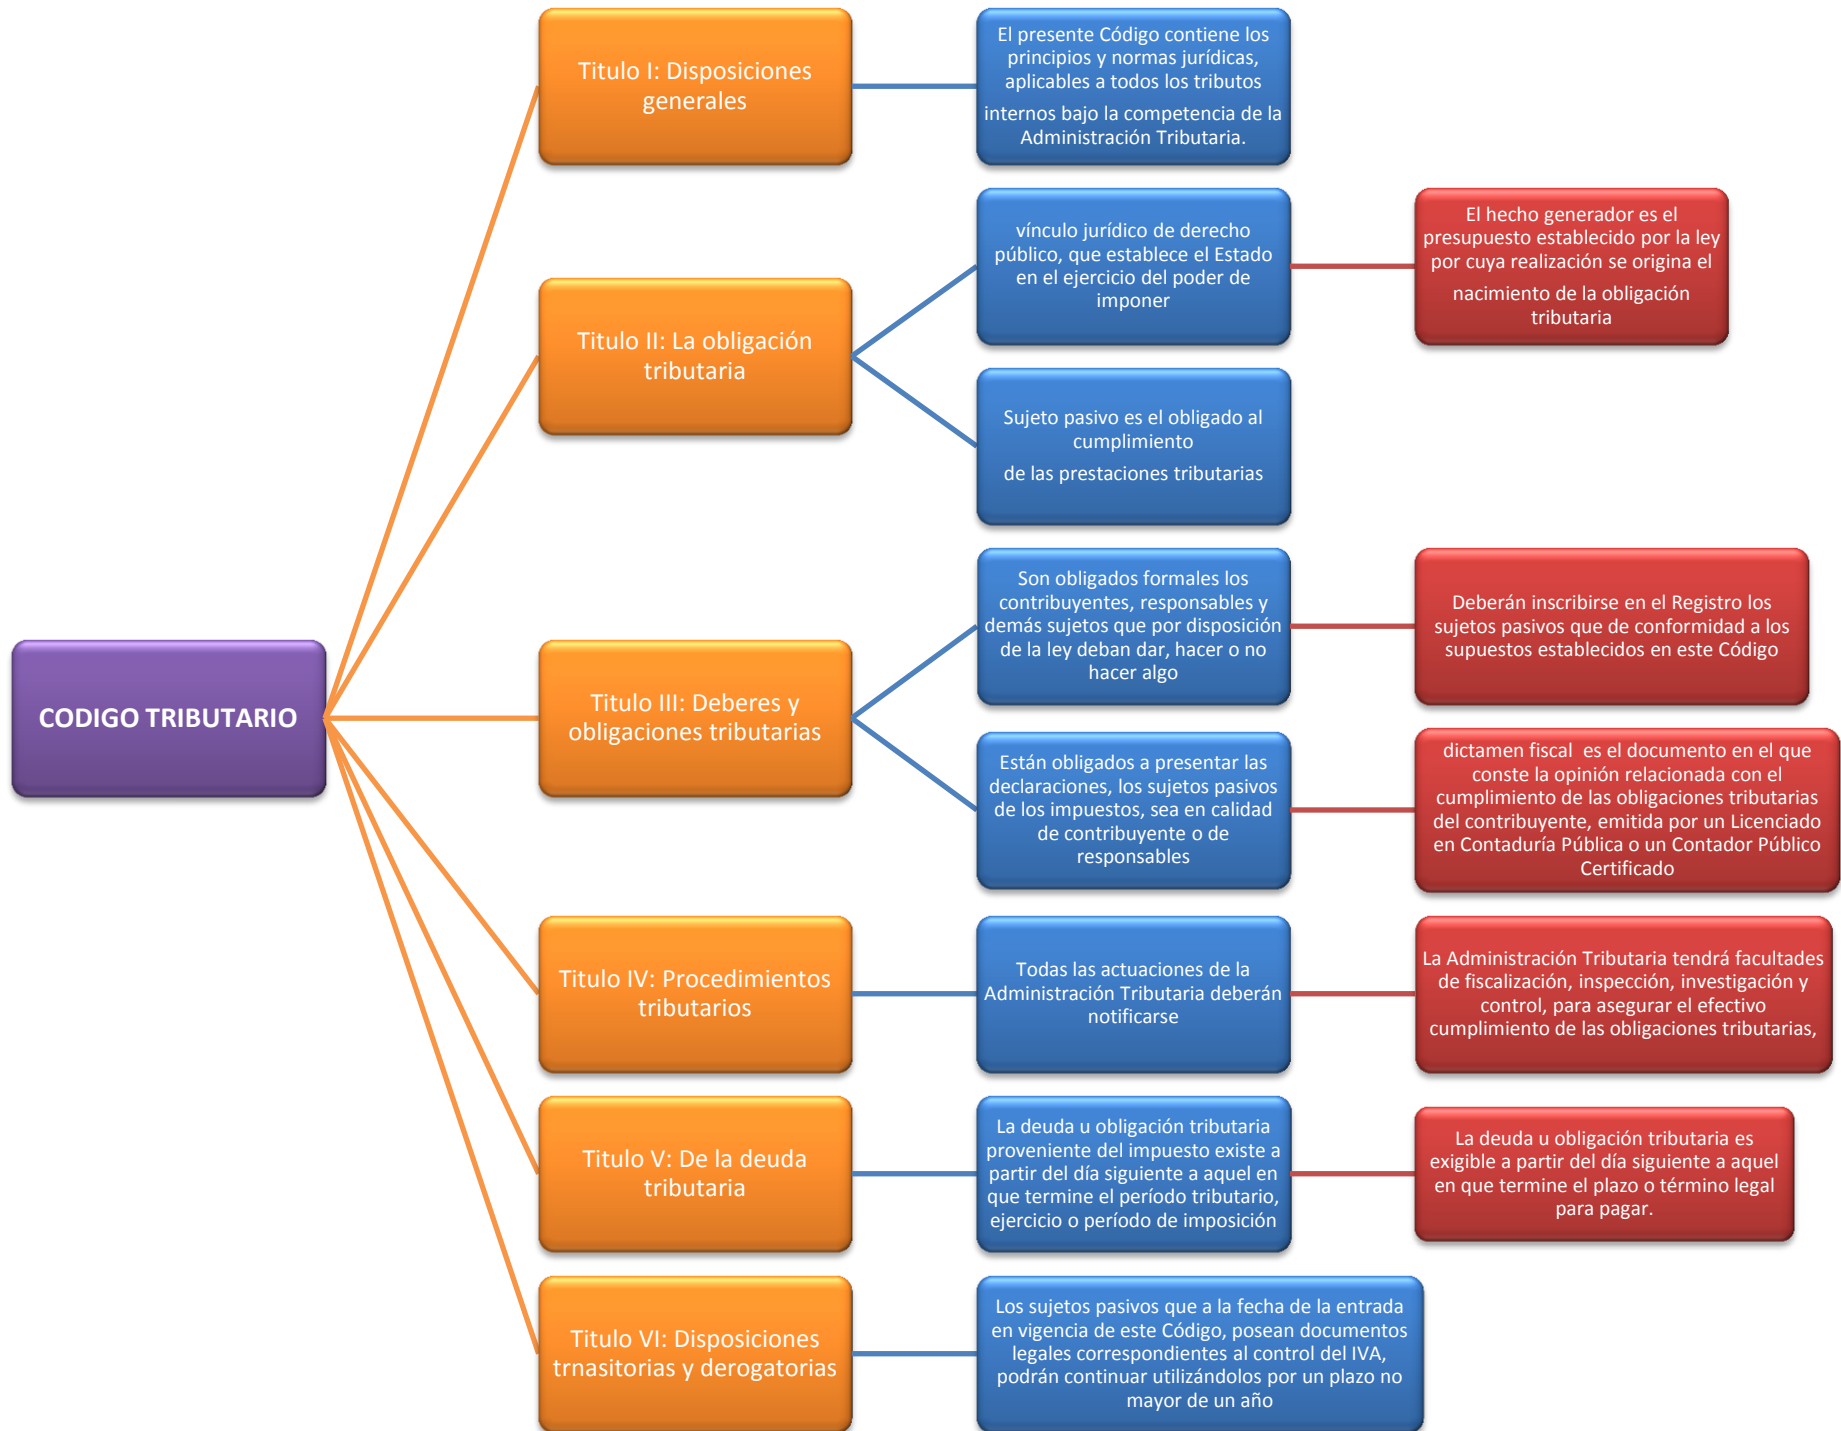 CODIGO TRIBUTARIO
Titulo I: Disposiciones
generales
El presente Código contiene los
principios y normas jurídicas,
aplicables a todos los tributos
internos bajo la competencia de la
Administración Tributaria.
Titulo II: La obligación
tributaria
vínculo jurídico de derecho
público, que establece el Estado
en el ejercicio del poder de
imponer
El hecho generador es el
presupuesto establecido por la ley
por cuya realización se origina el
nacimiento de la obligación
tributaria
Sujeto pasivo es el obligado al
cumplimiento
de las prestaciones tributarias
Titulo III: Deberes y
obligaciones tributarias
Son obligados formales los
contribuyentes, responsables y
demás sujetos que por disposición
de la ley deban dar, hacer o no
hacer algo
Deberán inscribirse en el Registro los
sujetos pasivos que de conformidad a los
supuestos establecidos en este Código
Están obligados a presentar las
declaraciones, los sujetos pasivos
de los impuestos, sea en calidad
de contribuyente o de
responsables
dictamen fiscal  es el documento en el que
conste la opinión relacionada con el
cumplimiento de las obligaciones tributarias
del contribuyente, emitida por un Licenciado
en Contaduría Pública o un Contador Público
Certificado
Titulo IV: Procedimientos
tributarios
Todas las actuaciones de la
Administración Tributaria deberán
notificarse
La Administración Tributaria tendrá facultades
de fiscalización, inspección, investigación y
control, para asegurar el efectivo
cumplimiento de las obligaciones tributarias,
Titulo V: De la deuda
tributaria
La deuda u obligación tributaria
proveniente del impuesto existe a
partir del día siguiente a aquel en
que termine el período tributario,
ejercicio o período de imposición
La deuda u obligación tributaria es
exigible a partir del día siguiente a aquel
en que termine el plazo o término legal
para pagar.
Titulo VI: Disposiciones
trnasitorias y derogatorias
Los sujetos pasivos que a la fecha de la entrada
en vigencia de este Código, posean documentos
legales correspondientes al control del IVA,
podrán continuar utilizándolos por un plazo no
mayor de un año